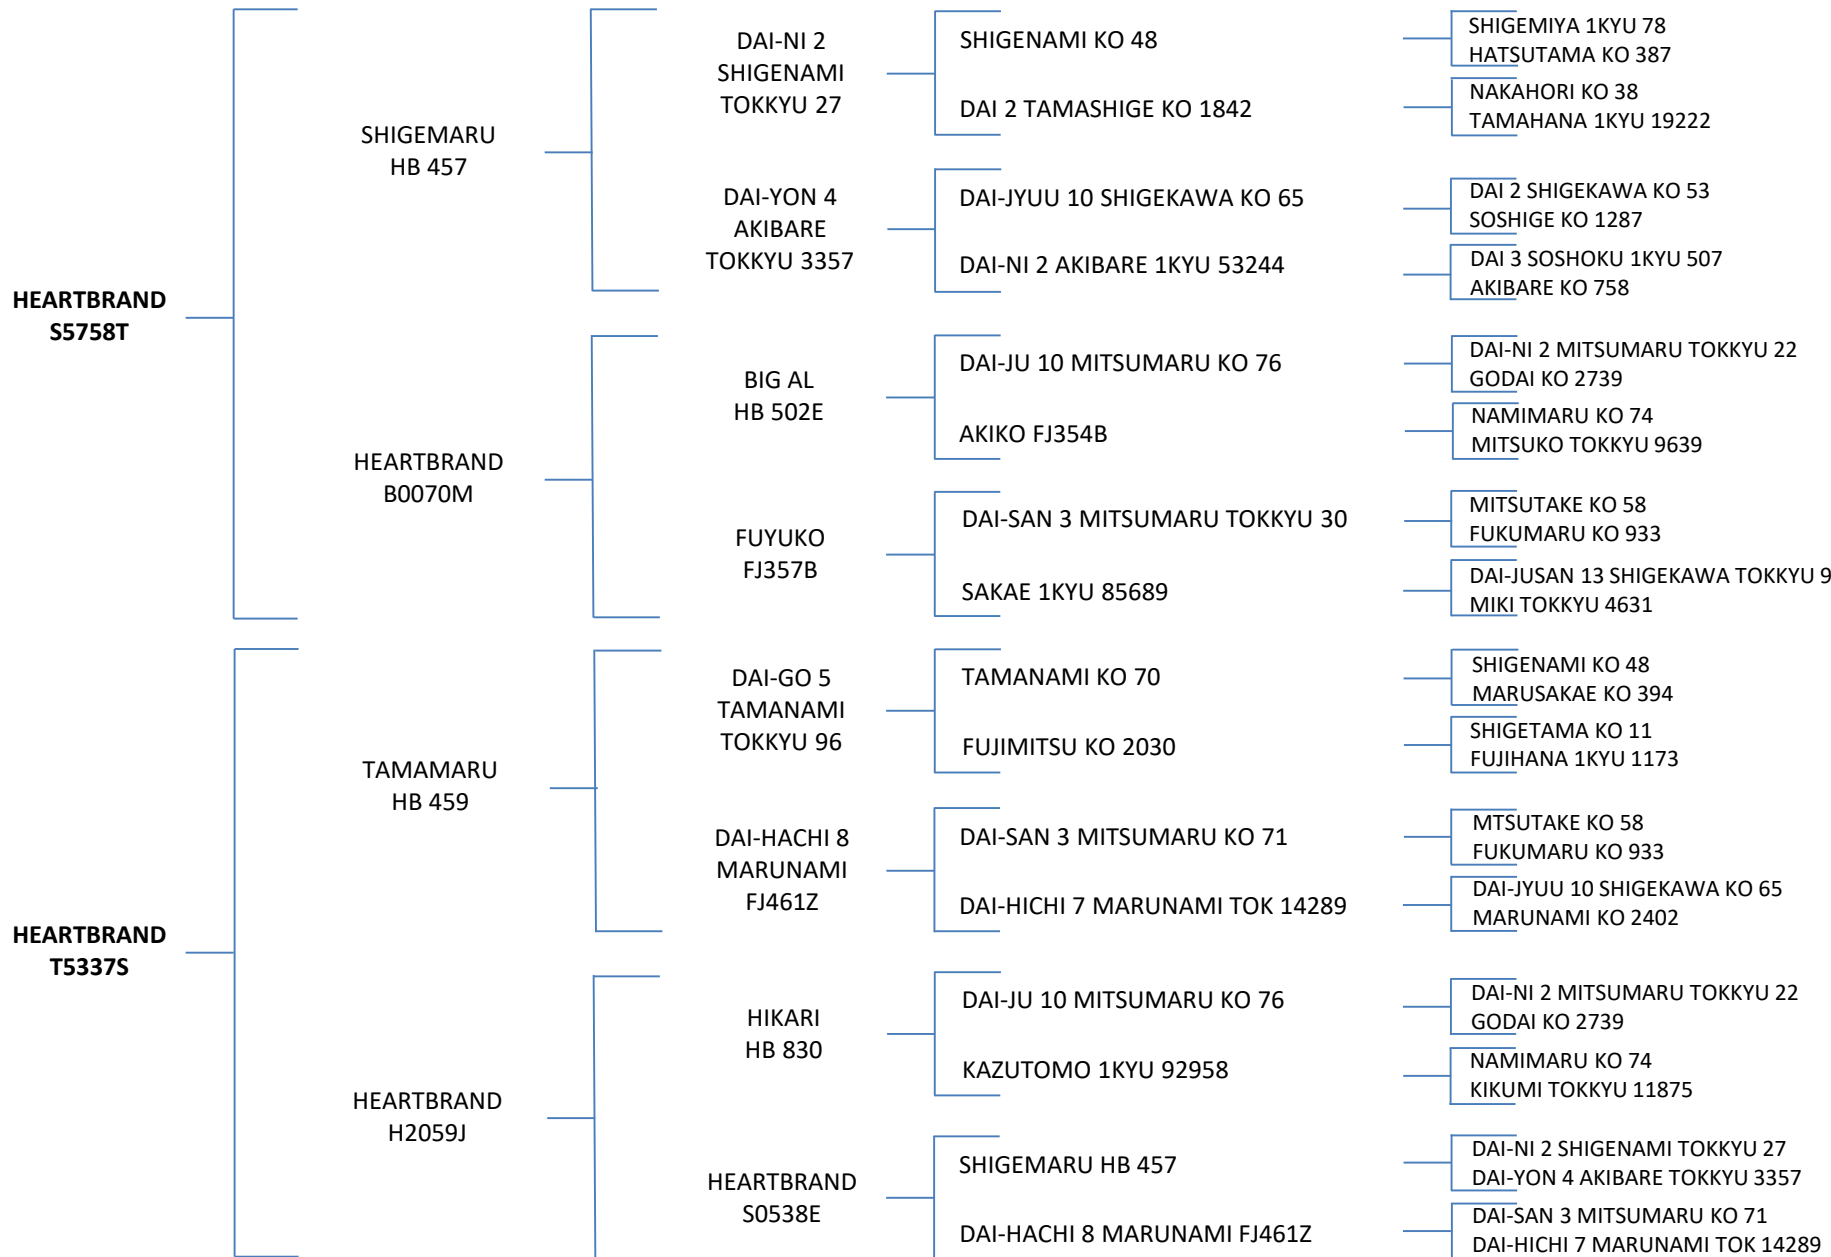 HEARTBRAND
S5758T
SHIGEMARU
HB 457
DAI-NI 2
SHIGENAMI
TOKKYU 27
SHIGENAMI KO 48
SHIGEMIYA 1KYU 78
HATSUTAMA KO 387
DAI 2 TAMASHIGE KO 1842
NAKAHORI KO 38
TAMAHANA 1KYU 19222
DAI-YON 4
AKIBARE
TOKKYU 3357
DAI-JYUU 10 SHIGEKAWA KO 65
DAI 2 SHIGEKAWA KO 53
SOSHIGE KO 1287
DAI-NI 2 AKIBARE 1KYU 53244
DAI 3 SOSHOKU 1KYU 507
AKIBARE KO 758
HEARTBRAND
B0070M
BIG AL
HB 502E
DAI-JU 10 MITSUMARU KO 76
DAI-NI 2 MITSUMARU TOKKYU 22
GODAI KO 2739
AKIKO FJ354B
NAMIMARU KO 74
MITSUKO TOKKYU 9639
FUYUKO
FJ357B
DAI-SAN 3 MITSUMARU TOKKYU 30
MITSUTAKE KO 58
FUKUMARU KO 933
SAKAE 1KYU 85689
DAI-JUSAN 13 SHIGEKAWA TOKKYU 9
MIKI TOKKYU 4631
HEARTBRAND
T5337S
TAMAMARU
HB 459
DAI-GO 5
TAMANAMI
TOKKYU 96
TAMANAMI KO 70
SHIGENAMI KO 48
MARUSAKAE KO 394
FUJIMITSU KO 2030
SHIGETAMA KO 11
FUJIHANA 1KYU 1173
DAI-HACHI 8
MARUNAMI
FJ461Z
DAI-SAN 3 MITSUMARU KO 71
MTSUTAKE KO 58
FUKUMARU KO 933
DAI-HICHI 7 MARUNAMI TOK 14289
DAI-JYUU 10 SHIGEKAWA KO 65
MARUNAMI KO 2402
HEARTBRAND
H2059J
HIKARI
HB 830
DAI-JU 10 MITSUMARU KO 76
DAI-NI 2 MITSUMARU TOKKYU 22
GODAI KO 2739
KAZUTOMO 1KYU 92958
NAMIMARU KO 74
KIKUMI TOKKYU 11875
HEARTBRAND
S0538E
SHIGEMARU HB 457
DAI-NI 2 SHIGENAMI TOKKYU 27
DAI-YON 4 AKIBARE TOKKYU 3357
DAI-HACHI 8 MARUNAMI FJ461Z
DAI-SAN 3 MITSUMARU KO 71
DAI-HICHI 7 MARUNAMI TOK 14289